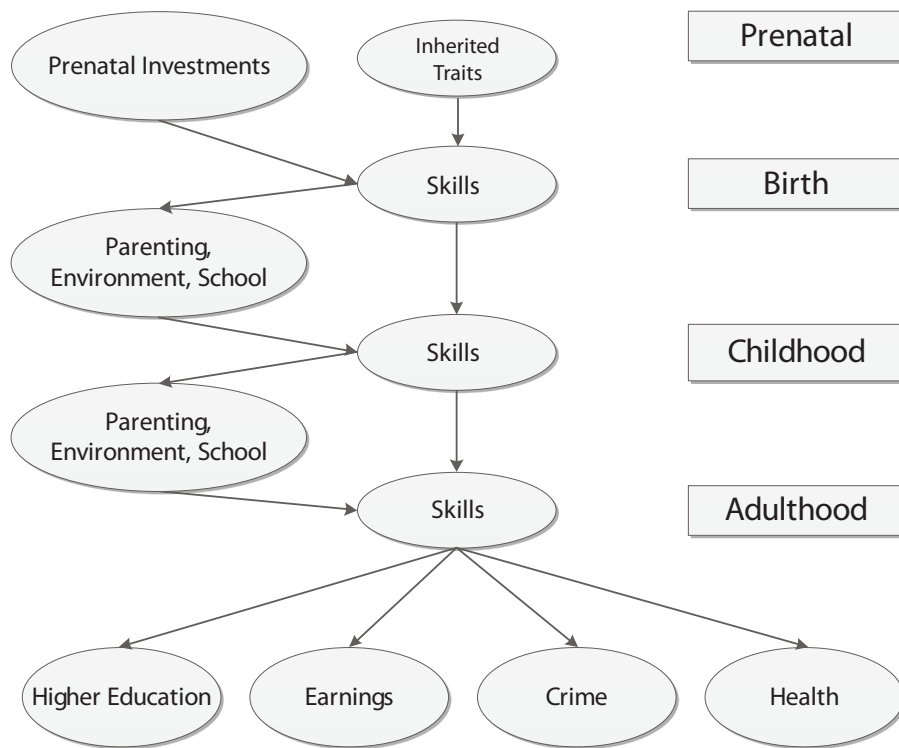 Prenatal Investments
Inherited
Traits
Prenatal
Skills
Birth
Parenting,
Environment, School
Skills
Childhood
Parenting,
Environment, School
Skills
Adulthood
Higher Education
Earnings
Crime
Health